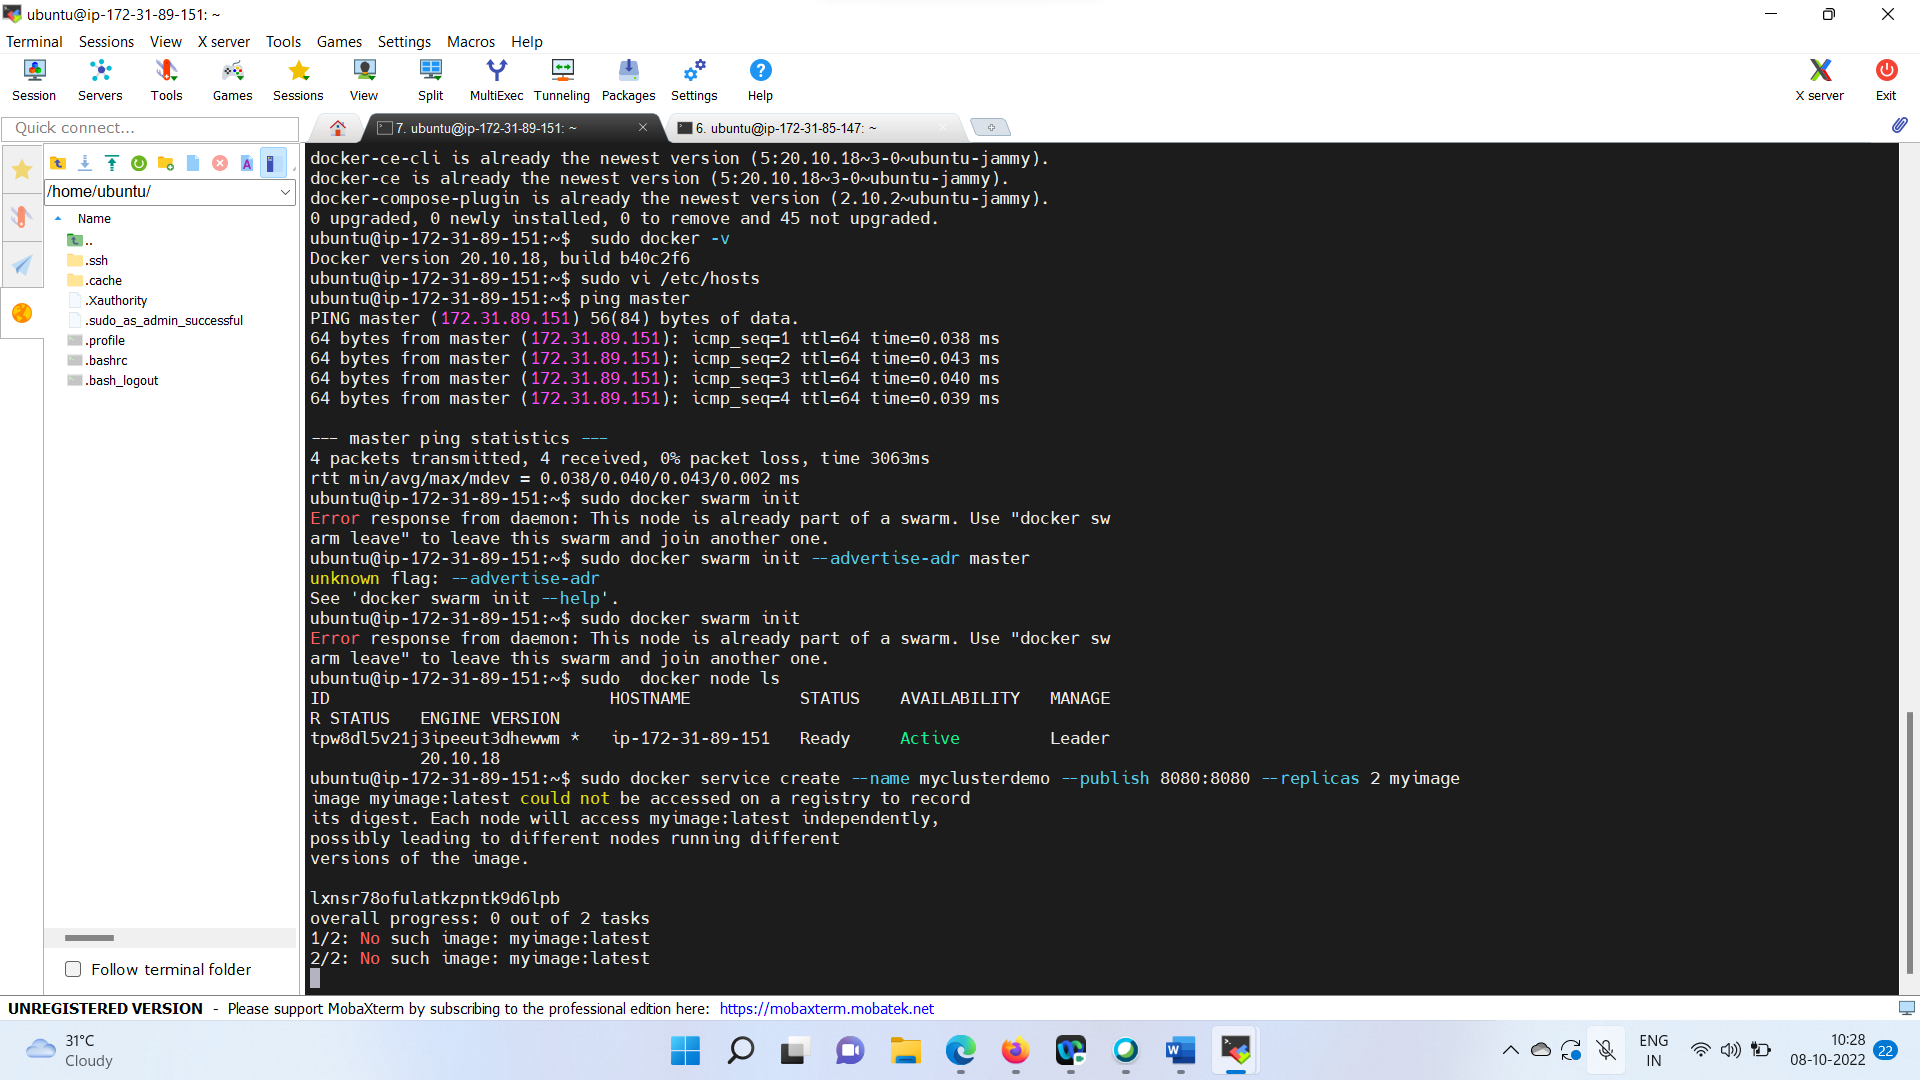 ubuntu@ip-172-31-89-151: ~
Terminal Sessions View X server Tools Games Settings Macros Help
Session Servers Tools Games Sessions View Split MultiExec Tunneling Packages Settings Help X server Exit
Quick connect...
7. ubuntu@ip-172-31-89-151: ~
6. ubuntu@ip-172-31-85-147: ~
/home/ubuntu/
Name
..
.ssh
.cache
.Xauthority
.sudo_as_admin_successful
.profile
.bashrc
.bash_logout
Follow terminal folder
docker-ce-cli is already the newest version (5:20.10.18~3-0~ubuntu-jammy).
docker-ce is already the newest version (5:20.10.18~3-0~ubuntu-jammy).
docker-compose-plugin is already the newest version (2.10.2~ubuntu-jammy).
0 upgraded, 0 newly installed, 0 to remove and 45 not upgraded.
ubuntu@ip-172-31-89-151:~$  sudo docker -v
Docker version 20.10.18, build b40c2f6
ubuntu@ip-172-31-89-151:~$ sudo vi /etc/hosts
ubuntu@ip-172-31-89-151:~$ ping master
PING master (172.31.89.151) 56(84) bytes of data.
64 bytes from master (172.31.89.151): icmp_seq=1 ttl=64 time=0.038 ms
64 bytes from master (172.31.89.151): icmp_seq=2 ttl=64 time=0.043 ms
64 bytes from master (172.31.89.151): icmp_seq=3 ttl=64 time=0.040 ms
64 bytes from master (172.31.89.151): icmp_seq=4 ttl=64 time=0.039 ms
--- master ping statistics ---
4 packets transmitted, 4 received, 0% packet loss, time 3063ms
rtt min/avg/max/mdev = 0.038/0.040/0.043/0.002 ms
ubuntu@ip-172-31-89-151:~$ sudo docker swarm init
Error response from daemon: This node is already part of a swarm. Use "docker sw
arm leave" to leave this swarm and join another one.
ubuntu@ip-172-31-89-151:~$ sudo docker swarm init --advertise-adr master
unknown flag: --advertise-adr
See 'docker swarm init --help'.
ubuntu@ip-172-31-89-151:~$ sudo docker swarm init
Error response from daemon: This node is already part of a swarm. Use "docker sw
arm leave" to leave this swarm and join another one.
ubuntu@ip-172-31-89-151:~$ sudo  docker node ls
ID HOSTNAME STATUS AVAILABILITY MANAGE
R STATUS ENGINE VERSION
tpw8dl5v21j3ipeeut3dhewwm * ip-172-31-89-151 Ready Active Leader
20.10.18
ubuntu@ip-172-31-89-151:~$ sudo docker service create --name myclusterdemo --publish 8080:8080 --replicas 2 myimage
image myimage:latest could not be accessed on a registry to record
its digest. Each node will access myimage:latest independently,
possibly leading to different nodes running different
versions of the image.
lxnsr78ofulatkzpntk9d6lpb
overall progress: 0 out of 2 tasks
1/2: No such image: myimage:latest
2/2: No such image: myimage:latest
UNREGISTERED VERSION - Please support MobaXterm by subscribing to the professional edition here: https://mobaxterm.mobatek.net
31°C
Cloudy
ENG
IN
10:28
08-10-2022
22